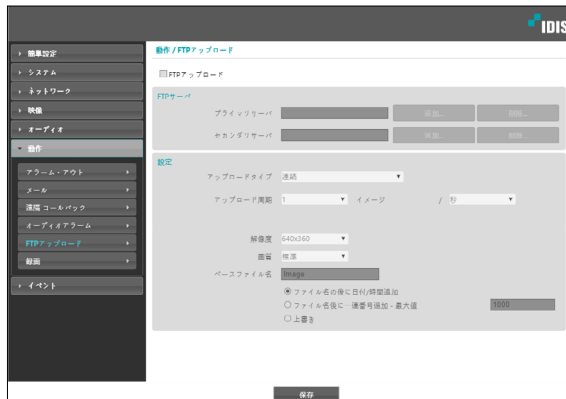 IDIS
簡単設定
システム
ネットワーク
映像
オーディオ
動作
アラーム・アウト
メール
遠隔 コールバック
オーディオアラーム
FTPアップロード
録画
イベント
動作 / FTPアップロード
FTPアップロード
FTPサーバ
プライマリサーバ 追加... 削除...
セカンダリサーバ 追加... 削除...
設定
アップロードタイプ 連続
アップロード周期 1 イメージ / 秒
解像度 640x360
画質 標準
ベースファイル名 Image
ファイル名の後に日付/時間追加
ファイル名後に一連番号追加 - 最大値 1000
上書き
保存